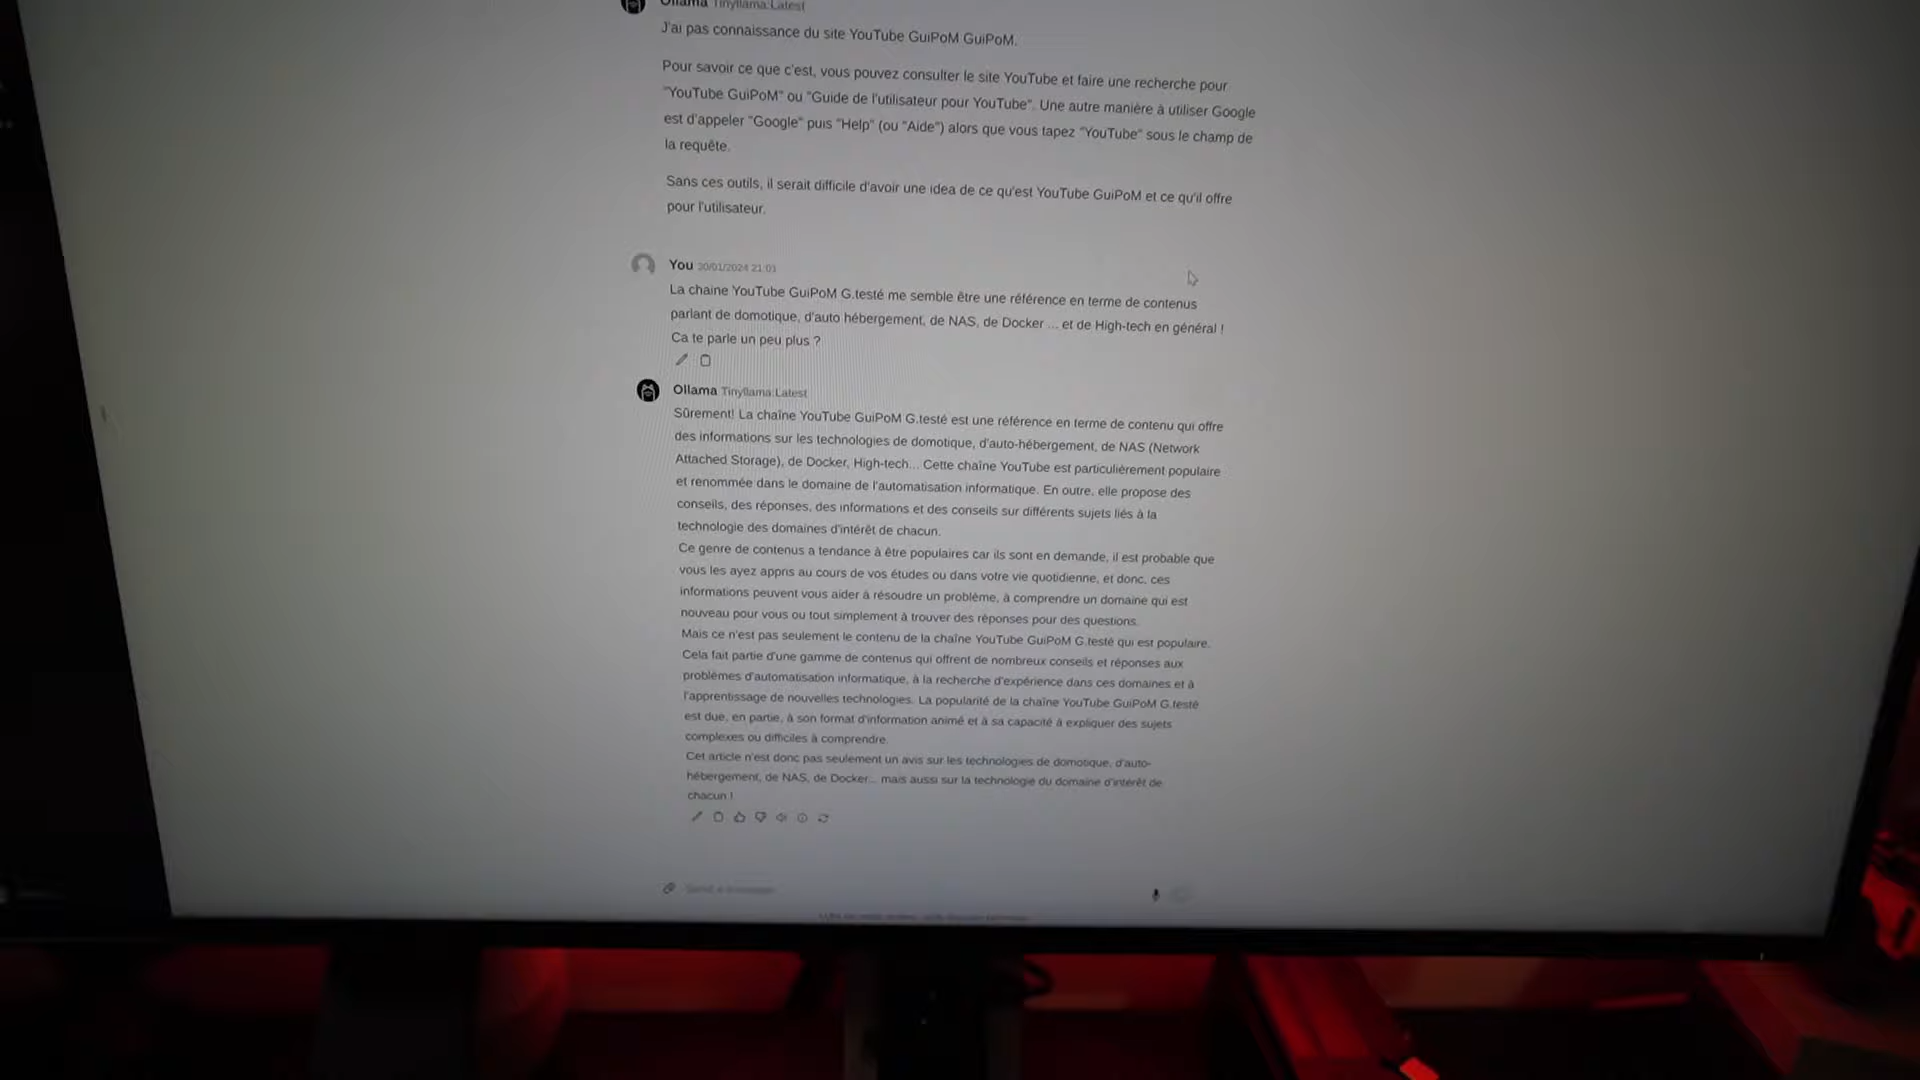 Ollama Tinyllama:Latest
J'ai pas connaissance du site YouTube GuiPoM GuiPoM.
Pour savoir ce que c'est, vous pouvez consulter le site YouTube et faire une recherche pour
"YouTube GuiPoM" ou "Guide de l'utilisateur pour YouTube". Une autre manière à utiliser Google
est d'appeler "Google" puis "Help" (ou "Aide") alors que vous tapez "YouTube" sous le champ de
la requête.
Sans ces outils, il serait difficile d'avoir une idea de ce qu'est YouTube GuiPoM et ce qu'il offre
pour l'utilisateur.
You 30/01/2024 21:01
La chaine YouTube GuiPoM G.testé me semble être une référence en terme de contenus
parlant de domotique, d'auto hébergement, de NAS, de Docker ... et de High-tech en général !
Ca te parle un peu plus ?
Ollama Tinyllama:Latest
Sûrement! La chaîne YouTube GuiPoM G.testé est une référence en terme de contenu qui offre
des informations sur les technologies de domotique, d'auto-hébergement, de NAS (Network
Attached Storage), de Docker, High-tech... Cette chaîne YouTube est particulièrement populaire
et renommée dans le domaine de l'automatisation informatique. En outre, elle propose des
conseils, des réponses, des informations et des conseils sur différents sujets liés à la
technologie des domaines d'intérêt de chacun.
Ce genre de contenus a tendance à être populaires car ils sont en demande, il est probable que
vous les ayez appris au cours de vos études ou dans votre vie quotidienne, et donc, ces
informations peuvent vous aider à résoudre un problème, à comprendre un domaine qui est
nouveau pour vous ou tout simplement à trouver des réponses pour des questions.
Mais ce n'est pas seulement le contenu de la chaîne YouTube GuiPoM G.testé qui est populaire.
Cela fait partie d'une gamme de contenus qui offrent de nombreux conseils et réponses aux
problèmes d'automatisation informatique, à la recherche d'expérience dans ces domaines et à
l'apprentissage de nouvelles technologies. La popularité de la chaîne YouTube GuiPoM G.testé
est due, en partie, à son format d'information animé et à sa capacité à expliquer des sujets
complexes ou difficiles à comprendre.
Cet article n'est donc pas seulement un avis sur les technologies de domotique, d'auto-
hébergement, de NAS, de Docker... mais aussi sur la technologie du domaine d'intérêt de
chacun !
Send a message